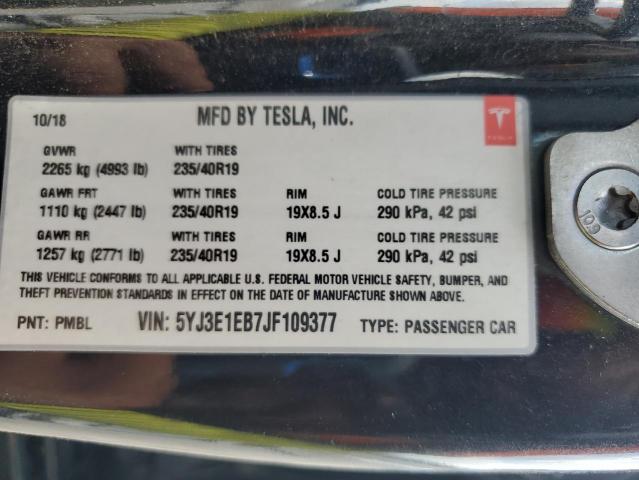 10/18 MFD BY TESLA, INC.
TESLA
GVWR WITH TIRES
2265 kg (4993 lb) 235/40R19
GAWR FRT WITH TIRES RIM COLD TIRE PRESSURE
1110 kg (2447 lb) 235/40R19 19X8.5 J 290 kPa, 42 psi
GAWR RR WITH TIRES RIM COLD TIRE PRESSURE
1257 kg (2771 lb) 235/40R19 19X8.5 J 290 kPa, 42 psi
THIS VEHICLE CONFORMS TO ALL APPLICABLE U.S. FEDERAL MOTOR VEHICLE SAFETY, BUMPER, AND
THEFT PREVENTION STANDARDS IN EFFECT ON THE DATE OF MANUFACTURE SHOWN ABOVE.
PNT: PMBL VIN: 5YJ3E1EB7JF109377 TYPE: PASSENGER CAR
109